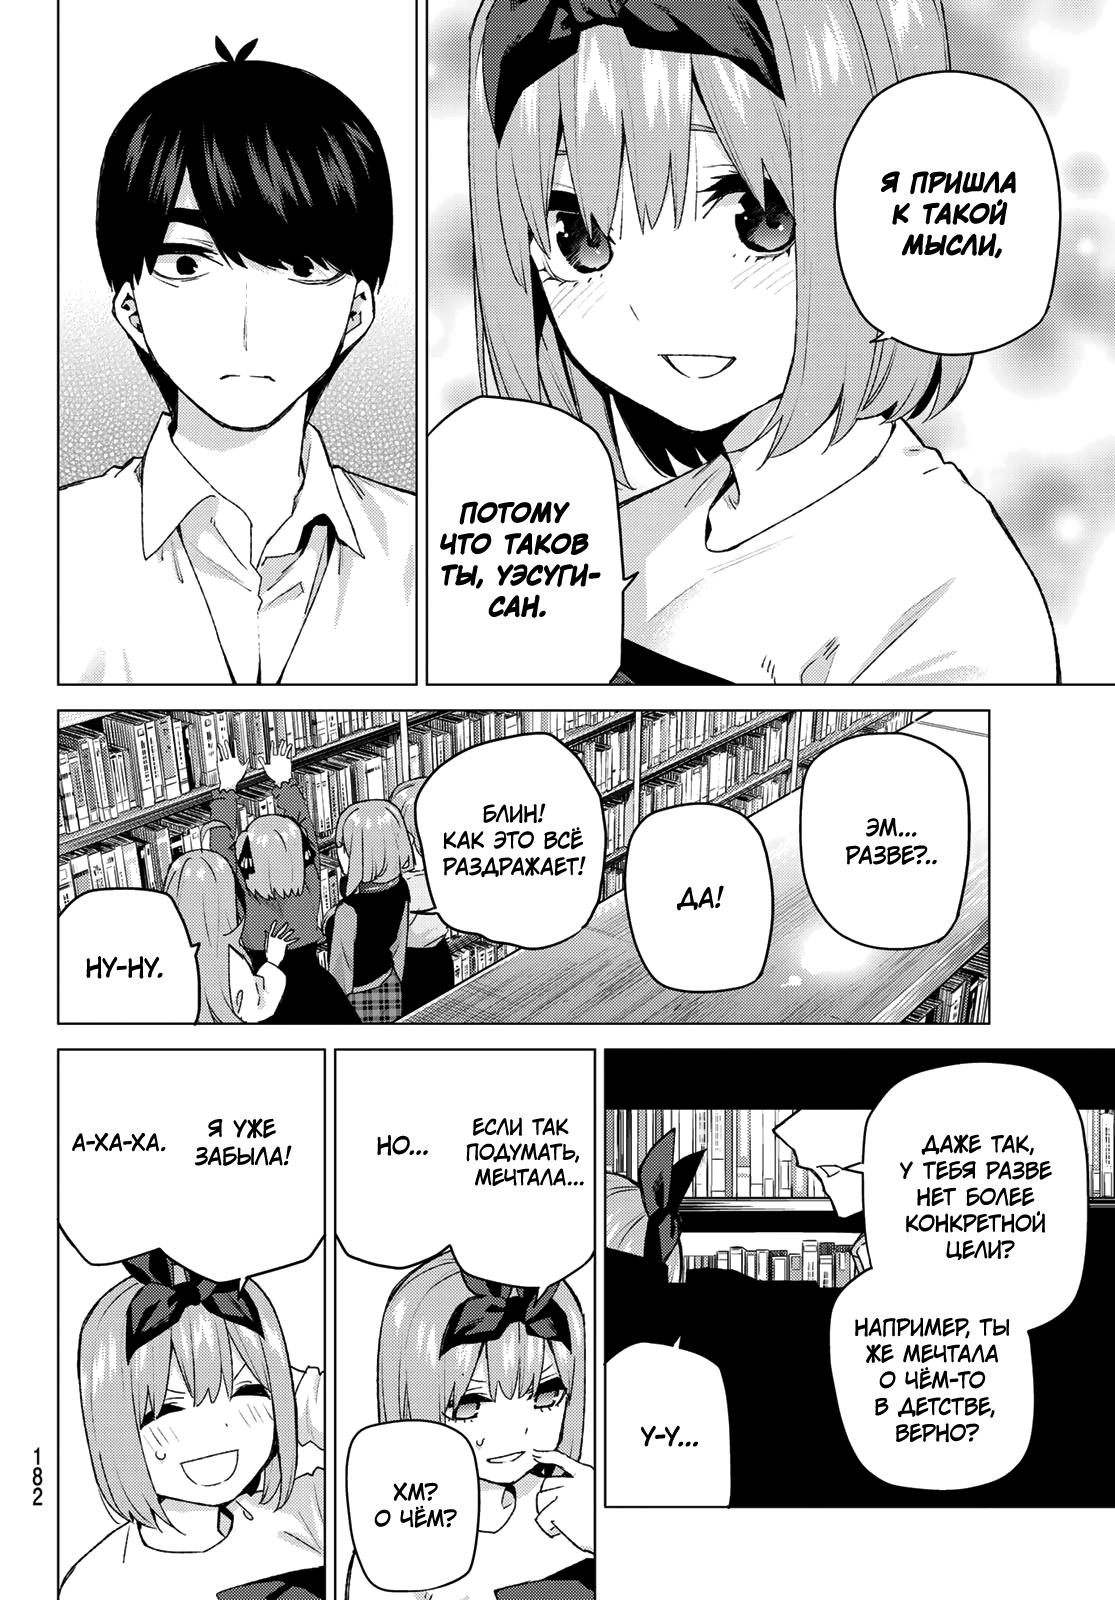 Я ПРИШЛА
К ТАКОЙ
МЫСЛИ,
ПОТОМУ
ЧТО ТАКОВ
ТЫ, УЭСУГИ-
САН.
ЭМ...
РАЗВЕ?..
ДА!
БЛИН!
КАК ЭТО ВСЁ
РАЗДРАЖАЕТ!
НУ-НУ.
ДАЖЕ ТАК,
У ТЕБЯ РАЗВЕ
НЕТ БОЛЕЕ
КОНКРЕТНОЙ
ЦЕЛИ?
НАПРИМЕР, ТЫ
ЖЕ МЕЧТАЛА
О ЧЁМ-ТО
В ДЕТСТВЕ,
ВЕРНО?
У-У...
ЕСЛИ ТАК
ПОДУМАТЬ,
МЕЧТАЛА...
НО...
ХМ?
О ЧЁМ?
Я УЖЕ
ЗАБЫЛА!
А-ХА-ХА.
182